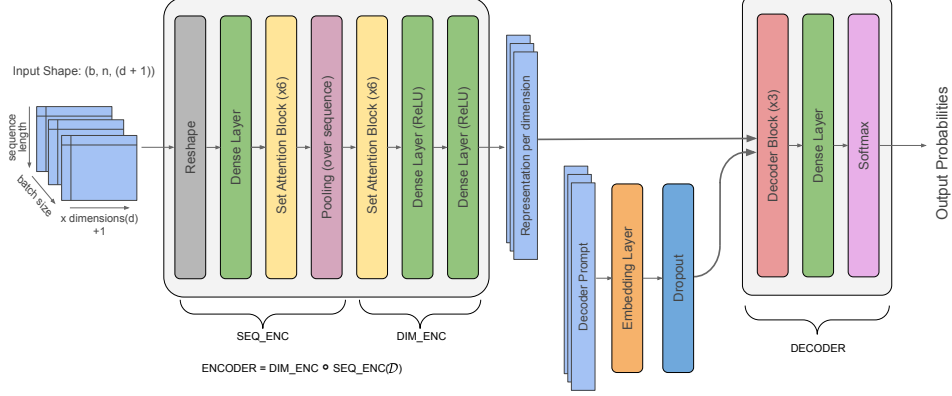 Input Shape: (b, n, (d + 1))
sequence
length
batch size
x dimensions(d)
+1
Reshape
Dense Layer
Set Attention Block (x6)
Pooling (over sequence)
Set Attention Block (x6)
Dense Layer (ReLU)
Dense Layer (ReLU)
SEQ_ENC
DIM_ENC
ENCODER = DIM_ENC ∘ SEQ_ENC(𝒟)
Representation per dimension
Decoder Prompt
Embedding Layer
Dropout
Decoder Block (x3)
Dense Layer
Softmax
DECODER
Output Probabilities